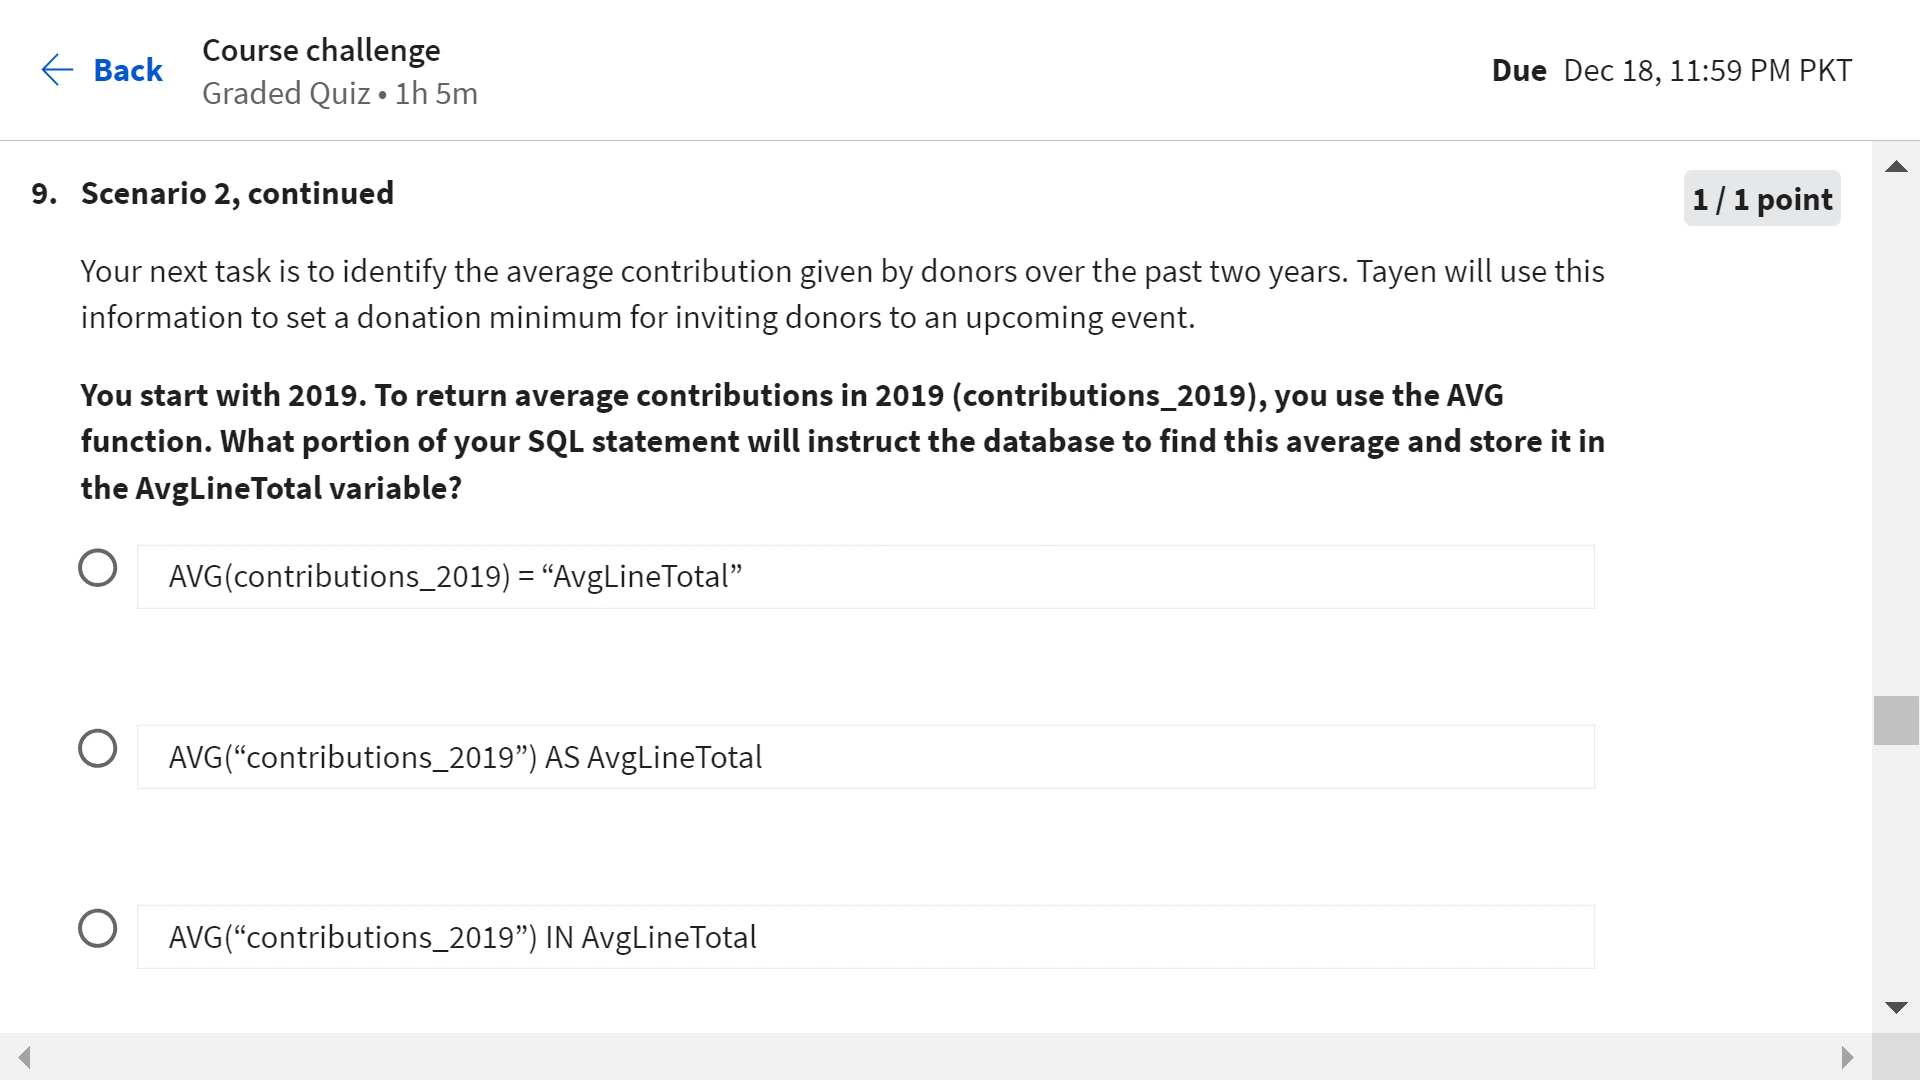 Back
Course challenge
Graded Quiz • 1h 5m
Due Dec 18, 11:59 PM PKT
9. Scenario 2, continued
1 / 1 point
Your next task is to identify the average contribution given by donors over the past two years. Tayen will use this
information to set a donation minimum for inviting donors to an upcoming event.
You start with 2019. To return average contributions in 2019 (contributions_2019), you use the AVG
function. What portion of your SQL statement will instruct the database to find this average and store it in
the AvgLineTotal variable?
AVG(contributions_2019) = “AvgLineTotal”
AVG(“contributions_2019”) AS AvgLineTotal
AVG(“contributions_2019”) IN AvgLineTotal